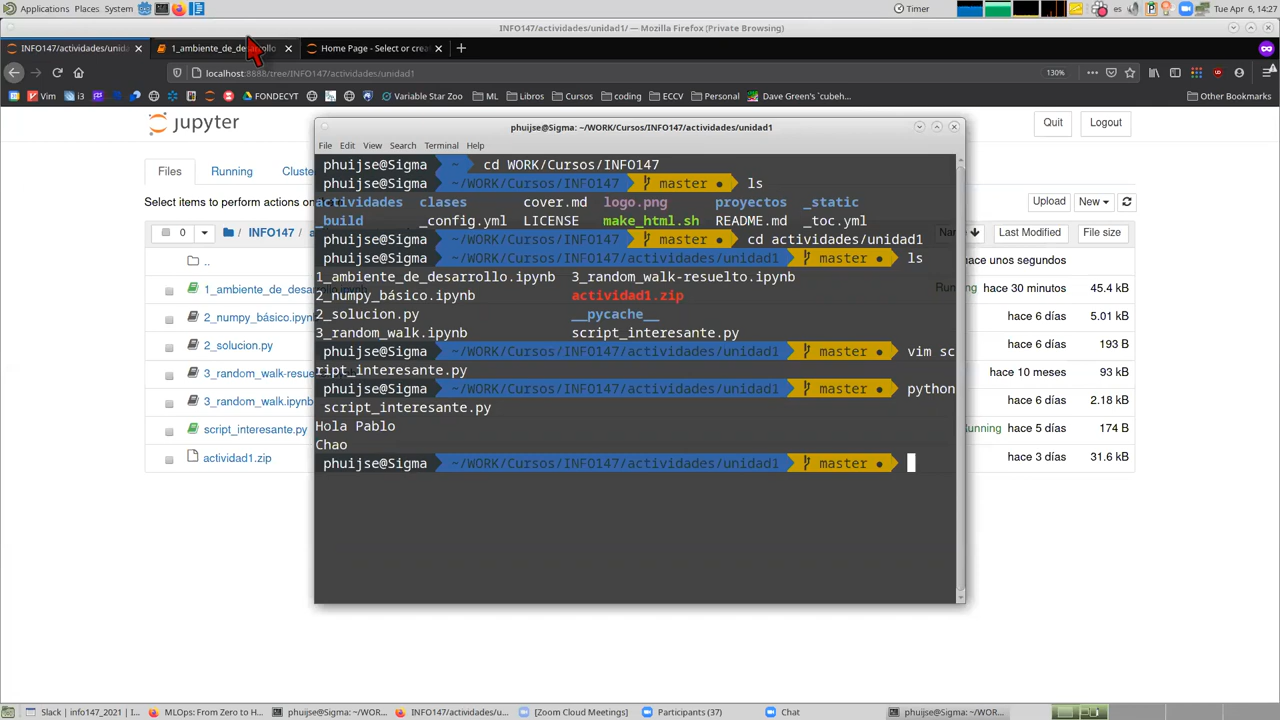 Applications Places System
Timer
es
Tue Apr 6, 14:27
INFO147/actividades/unidad1/ — Mozilla Firefox (Private Browsing)
INFO147/actividades/unida
1_ambiente_de_desarrollo
Home Page - Select or crea
localhost:8888/tree/INFO147/actividades/unidad1
130%
Vim
i3
FONDECYT
Variable Star Zoo
ML
Libros
Cursos
coding
ECCV
Personal
Dave Green's 'cubeh...
Other Bookmarks
jupyter
Quit
Logout
Files
Running
Cluste
Select items to perform actions on
Upload
New
0
/ INFO147 /
Last Modified
File size
..
hace unos segundos
1_ambiente_de_desa
Running
hace 30 minutos
45.4 kB
2_numpy_básico.ipyn
hace 6 días
5.01 kB
2_solucion.py
hace 6 días
193 B
3_random_walk-resue
hace 10 meses
93 kB
3_random_walk.ipynb
hace 6 días
2.18 kB
script_interesante.py
hace 5 días
174 B
actividad1.zip
hace 3 días
31.6 kB
phuijse@Sigma: ~/WORK/Cursos/INFO147/actividades/unidad1
File Edit View Search Terminal Help
phuijse@Sigma ~ cd WORK/Cursos/INFO147
phuijse@Sigma ~/WORK/Cursos/INFO147 master ● ls
actividades clases cover.md logo.png proyectos _static
_build _config.yml LICENSE make_html.sh README.md _toc.yml
phuijse@Sigma ~/WORK/Cursos/INFO147 master ● cd actividades/unidad1
phuijse@Sigma ~/WORK/Cursos/INFO147/actividades/unidad1 master ● ls
1_ambiente_de_desarrollo.ipynb 3_random_walk-resuelto.ipynb
2_numpy_básico.ipynb actividad1.zip
2_solucion.py __pycache__
3_random_walk.ipynb script_interesante.py
phuijse@Sigma ~/WORK/Cursos/INFO147/actividades/unidad1 master ● vim sc
ript_interesante.py
phuijse@Sigma ~/WORK/Cursos/INFO147/actividades/unidad1 master ● python
script_interesante.py
Hola Pablo
Chao
phuijse@Sigma ~/WORK/Cursos/INFO147/actividades/unidad1 master ●
Slack | info147_2021 | I...
MLOps: From Zero to H...
phuijse@Sigma: ~/WOR...
INFO147/actividades/u...
[Zoom Cloud Meetings]
Participants (37)
Chat
phuijse@Sigma: ~/WOR...